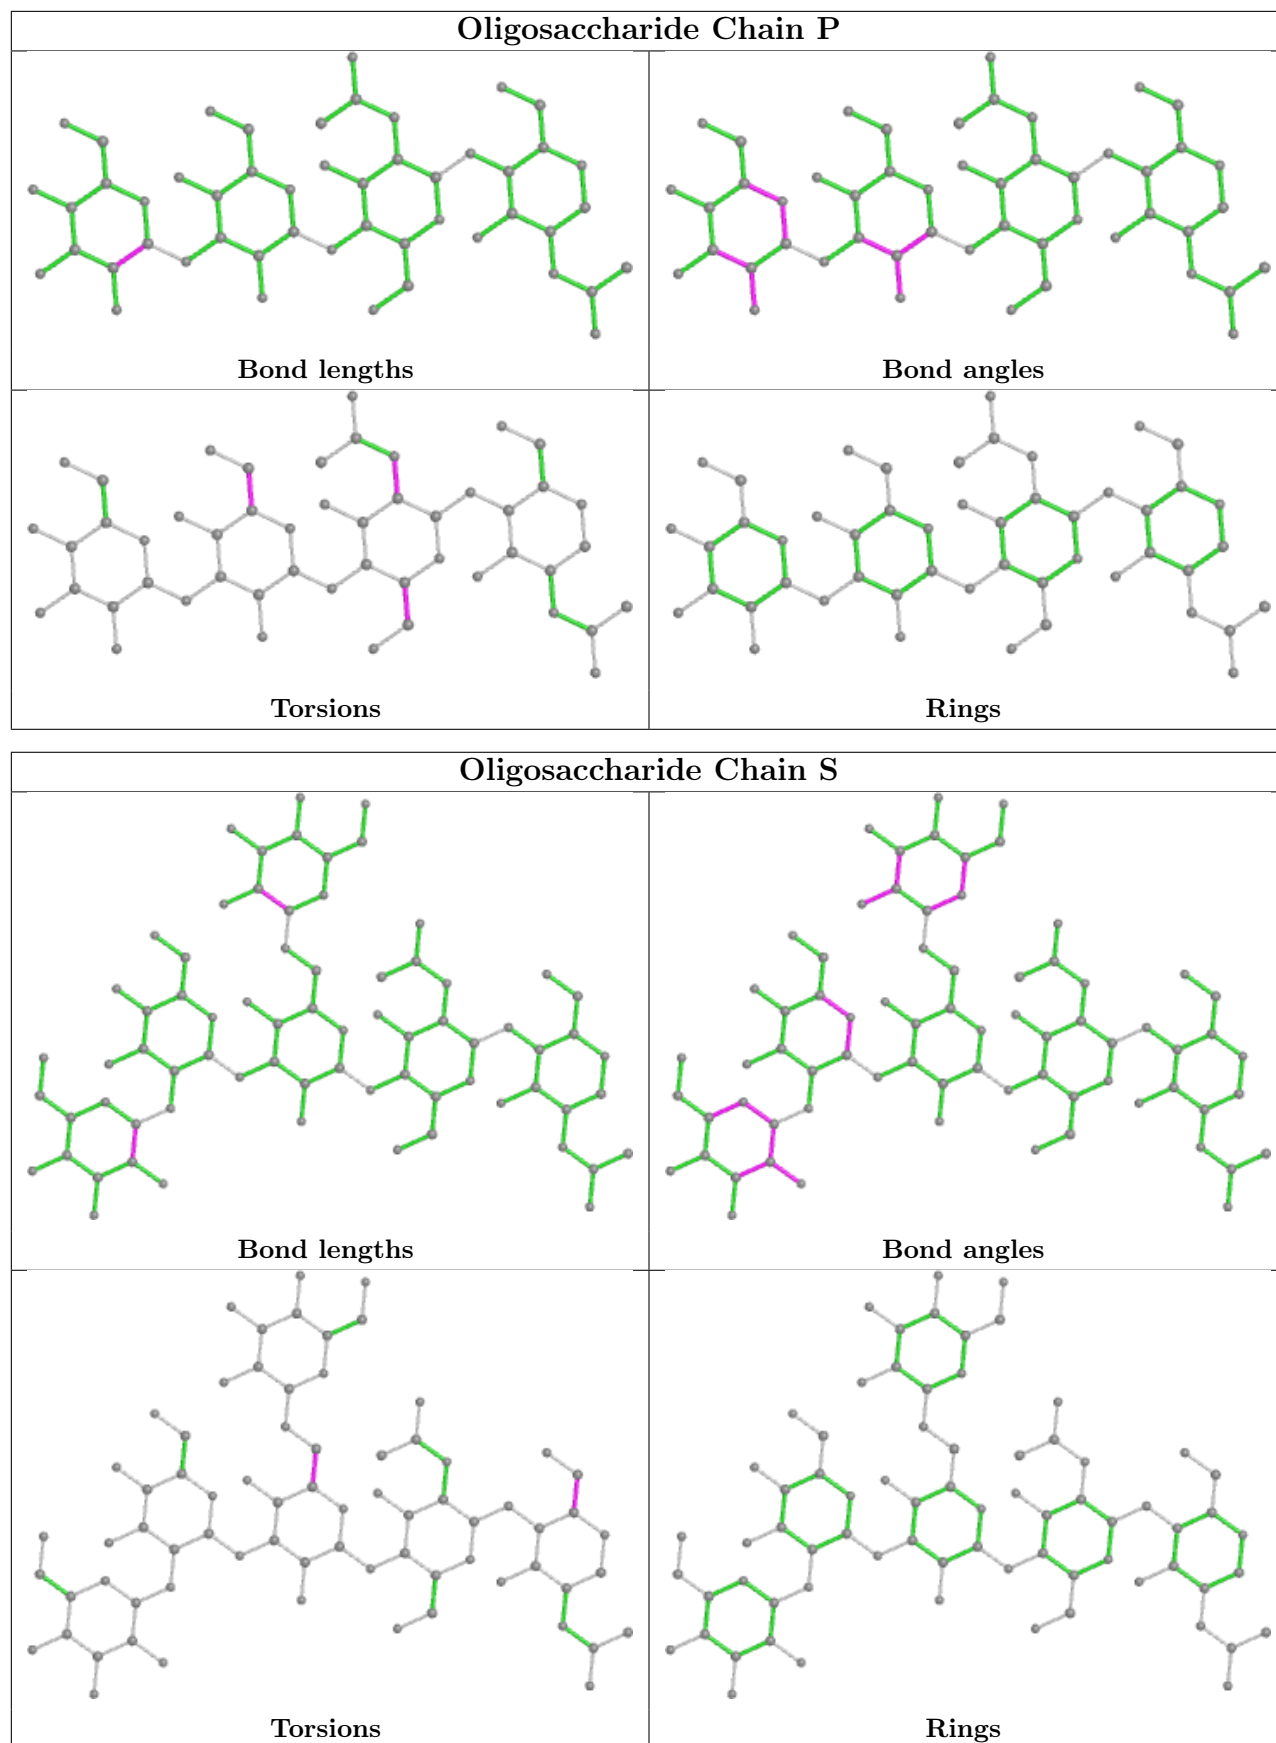 Oligosaccharide Chain P
Bond lengths
Bond angles
Torsions
Rings
Oligosaccharide Chain S
Bond lengths
Bond angles
Torsions
Rings